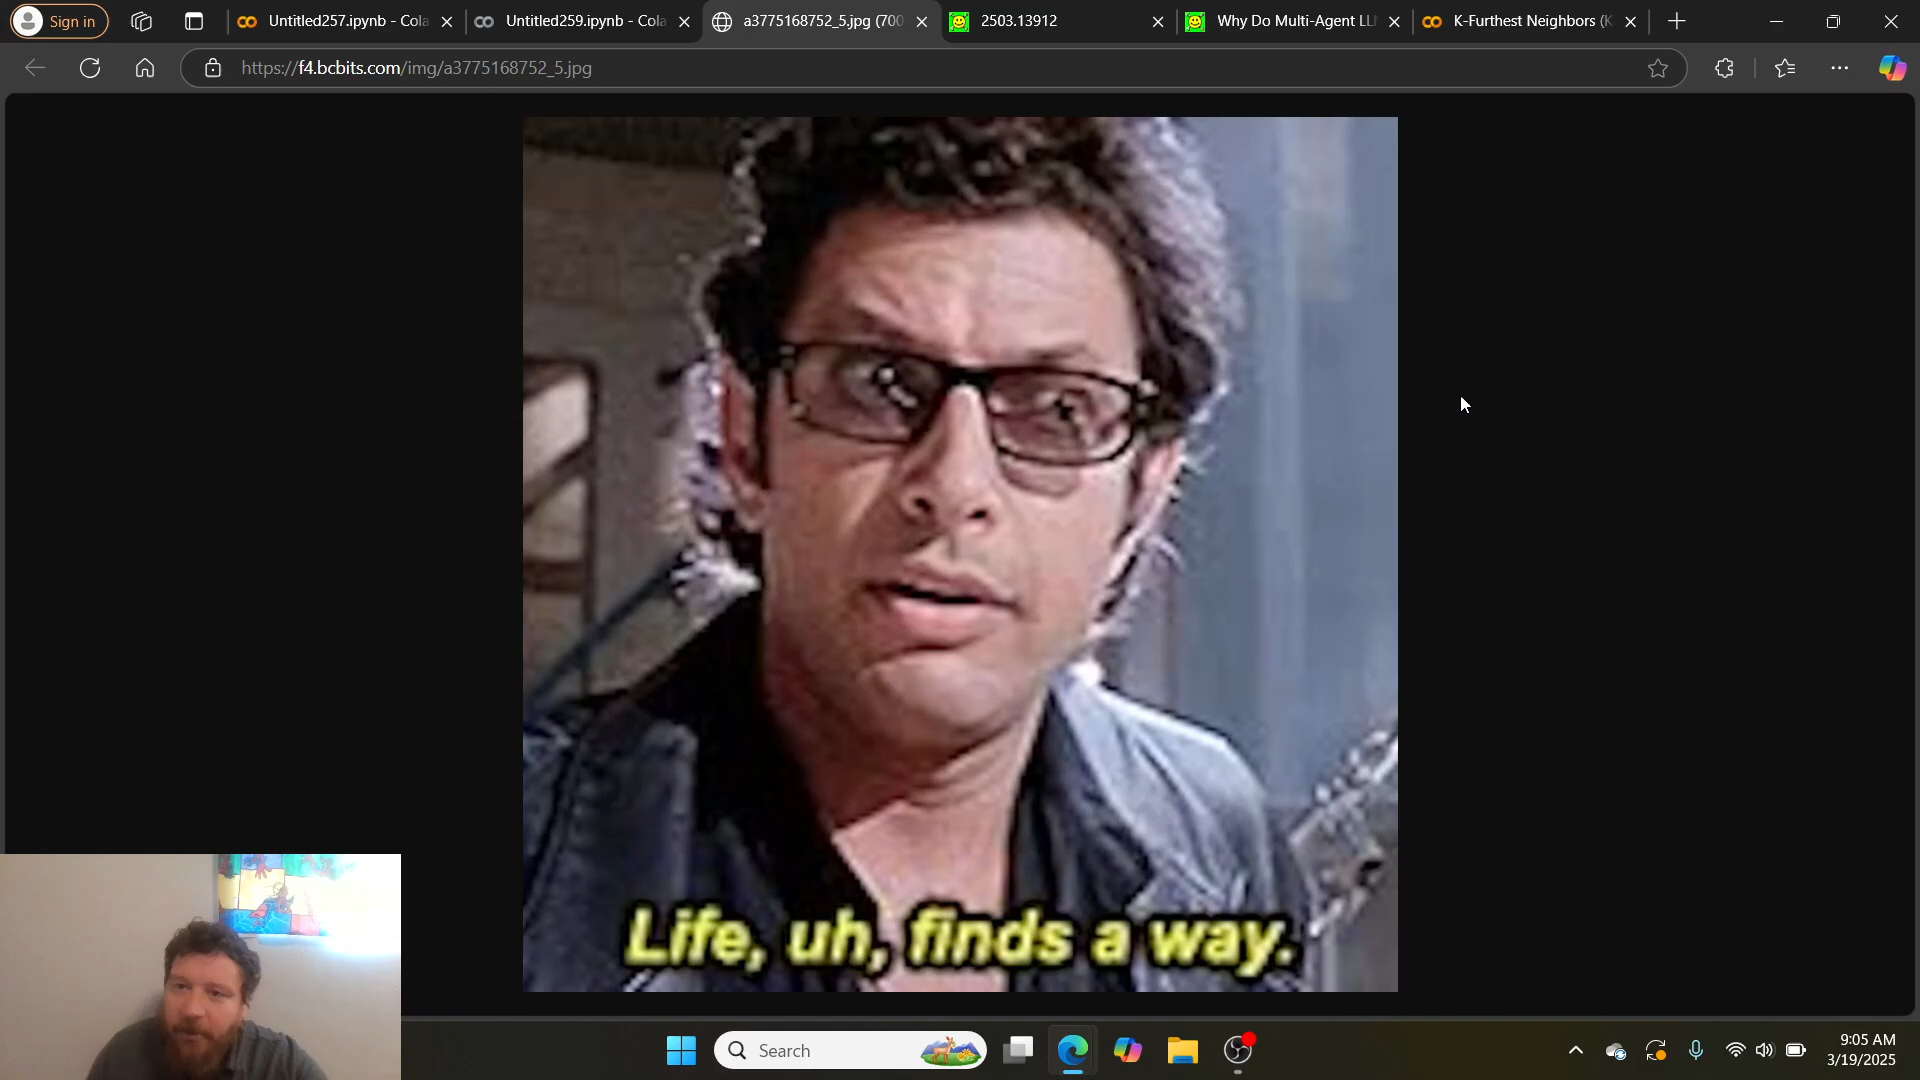 Sign in
Untitled257.ipynb - Cola
Untitled259.ipynb - Cola
a3775168752_5.jpg (700
2503.13912
Why Do Multi-Agent LL
K-Furthest Neighbors (K
https://f4.bcbits.com/img/a3775168752_5.jpg
Life, uh, finds a way.
Search
9:05 AM
3/19/2025